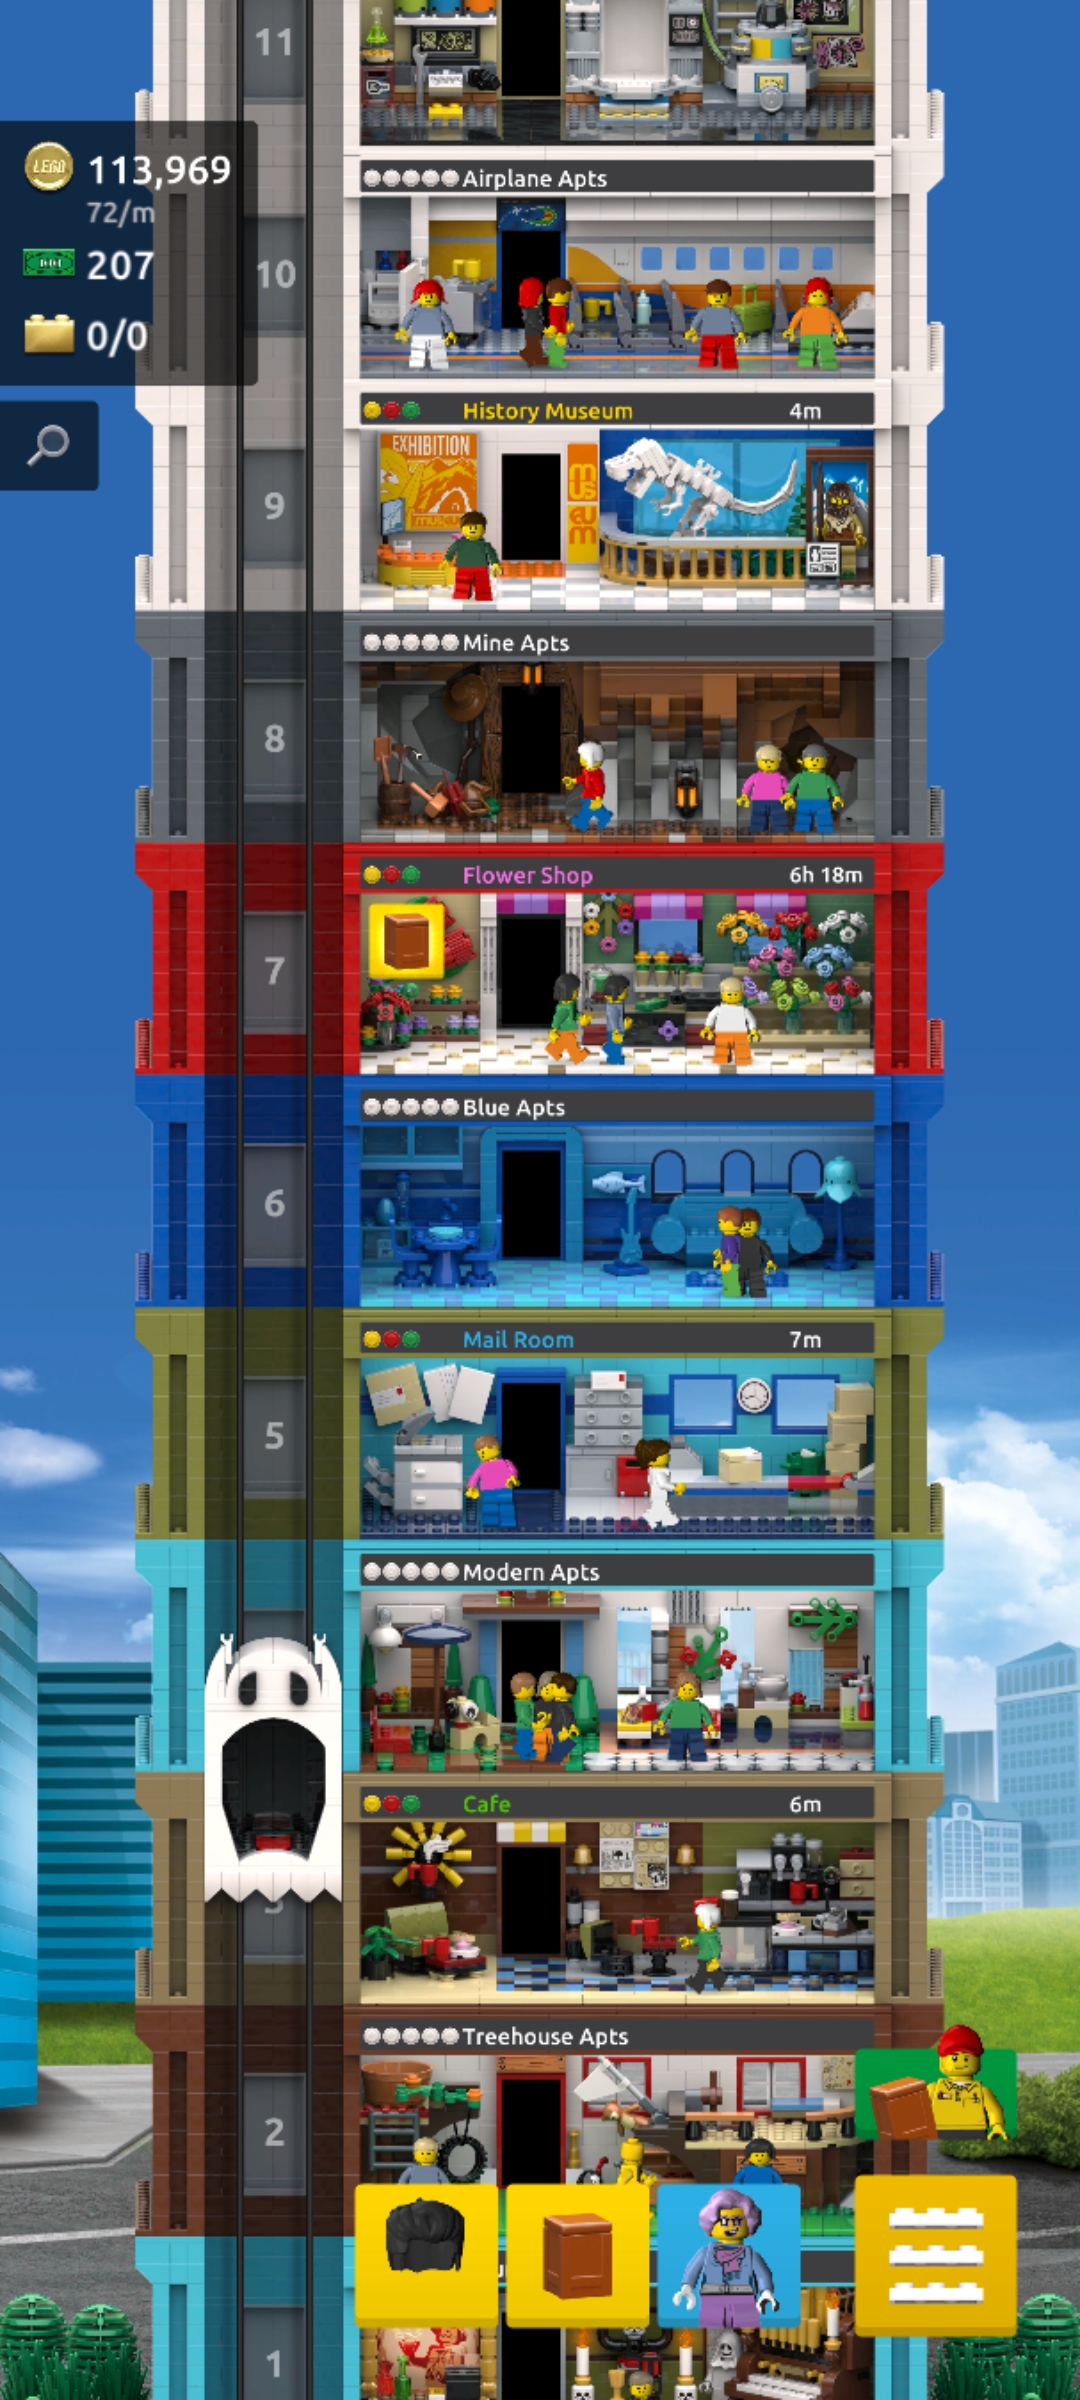 11
LEGO
113,969
72/m
207
0/0
Airplane Apts
10
History Museum 4m
EXHIBITION
museum
9
Mine Apts
8
Flower Shop 6h 18m
7
Blue Apts
6
Mail Room 7m
5
Modern Apts
Cafe 6m
3
Treehouse Apts
2
1